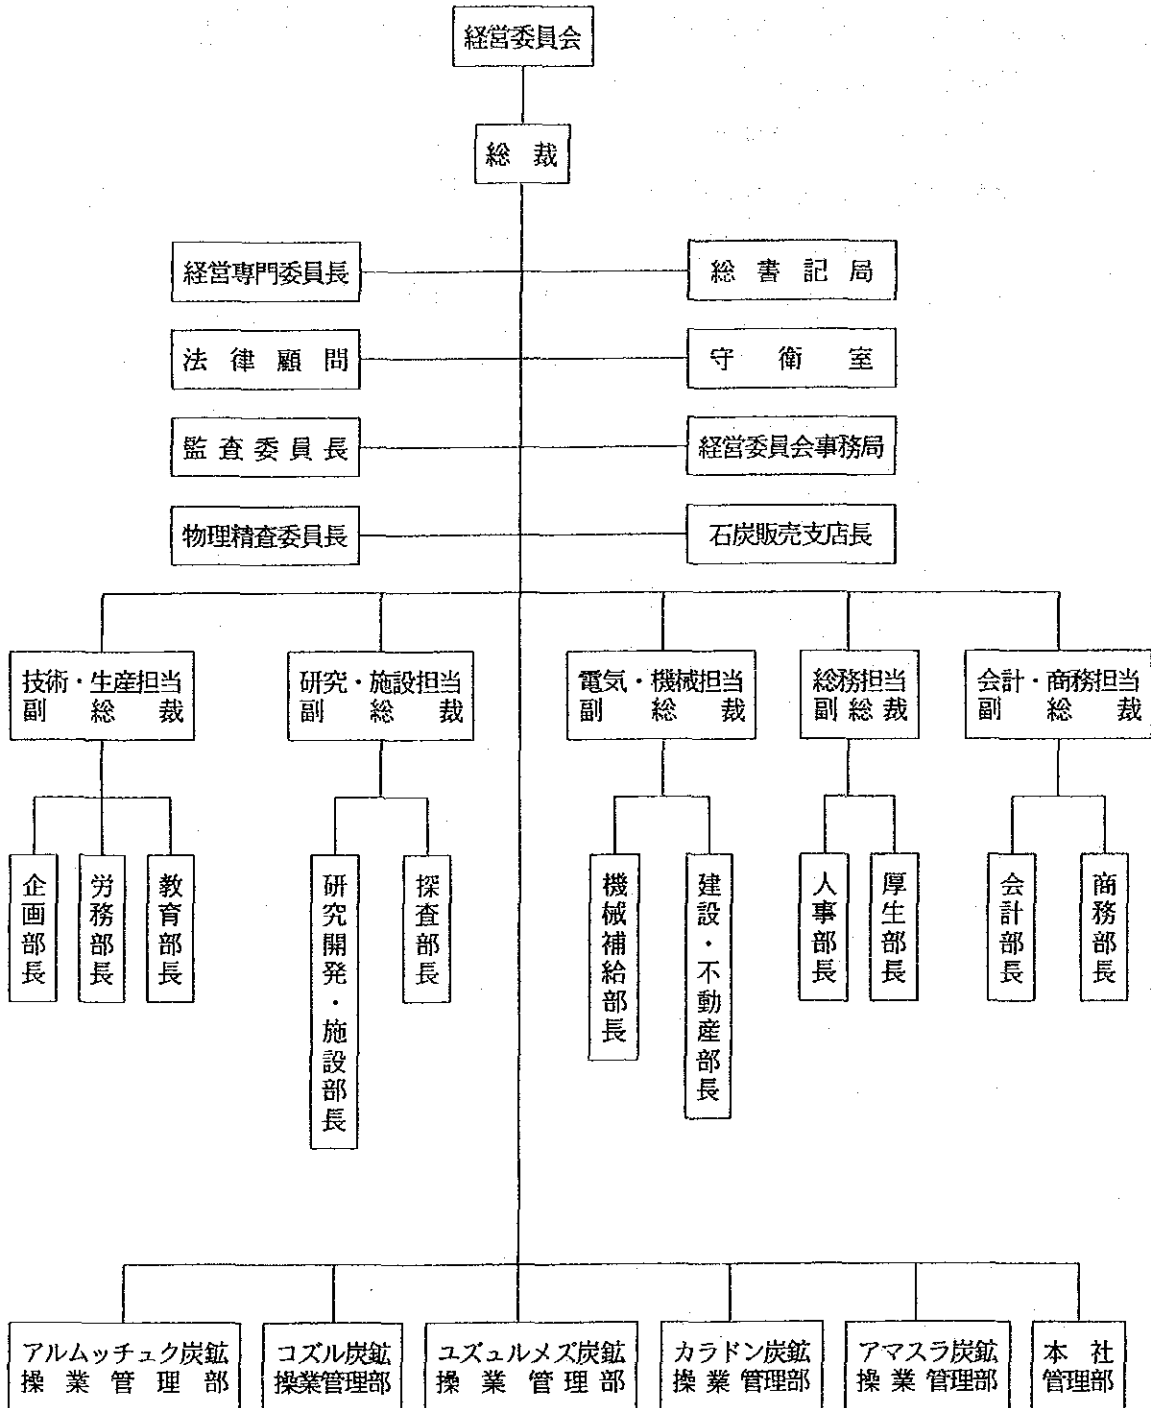 経営委員会
総裁
経営専門委員長
総書記局
法律顧問
守衛室
監査委員長
経営委員会事務局
物理精査委員長
石炭販売支店長
技術・生産担当
副総裁
研究・施設担当
副総裁
電気・機械担当
副総裁
総務担当
副総裁
会計・商務担当
副総裁
企画部長
労務部長
教育部長
研究開発・施設部長
探査部長
機械補給部長
建設・不動産部長
人事部長
厚生部長
会計部長
商務部長
アルムッチュク炭鉱
操業管理部
コズル炭鉱
操業管理部
ユズュルメズ炭鉱
操業管理部
カラドン炭鉱
操業管理部
アマスラ炭鉱
操業管理部
本社
管理部